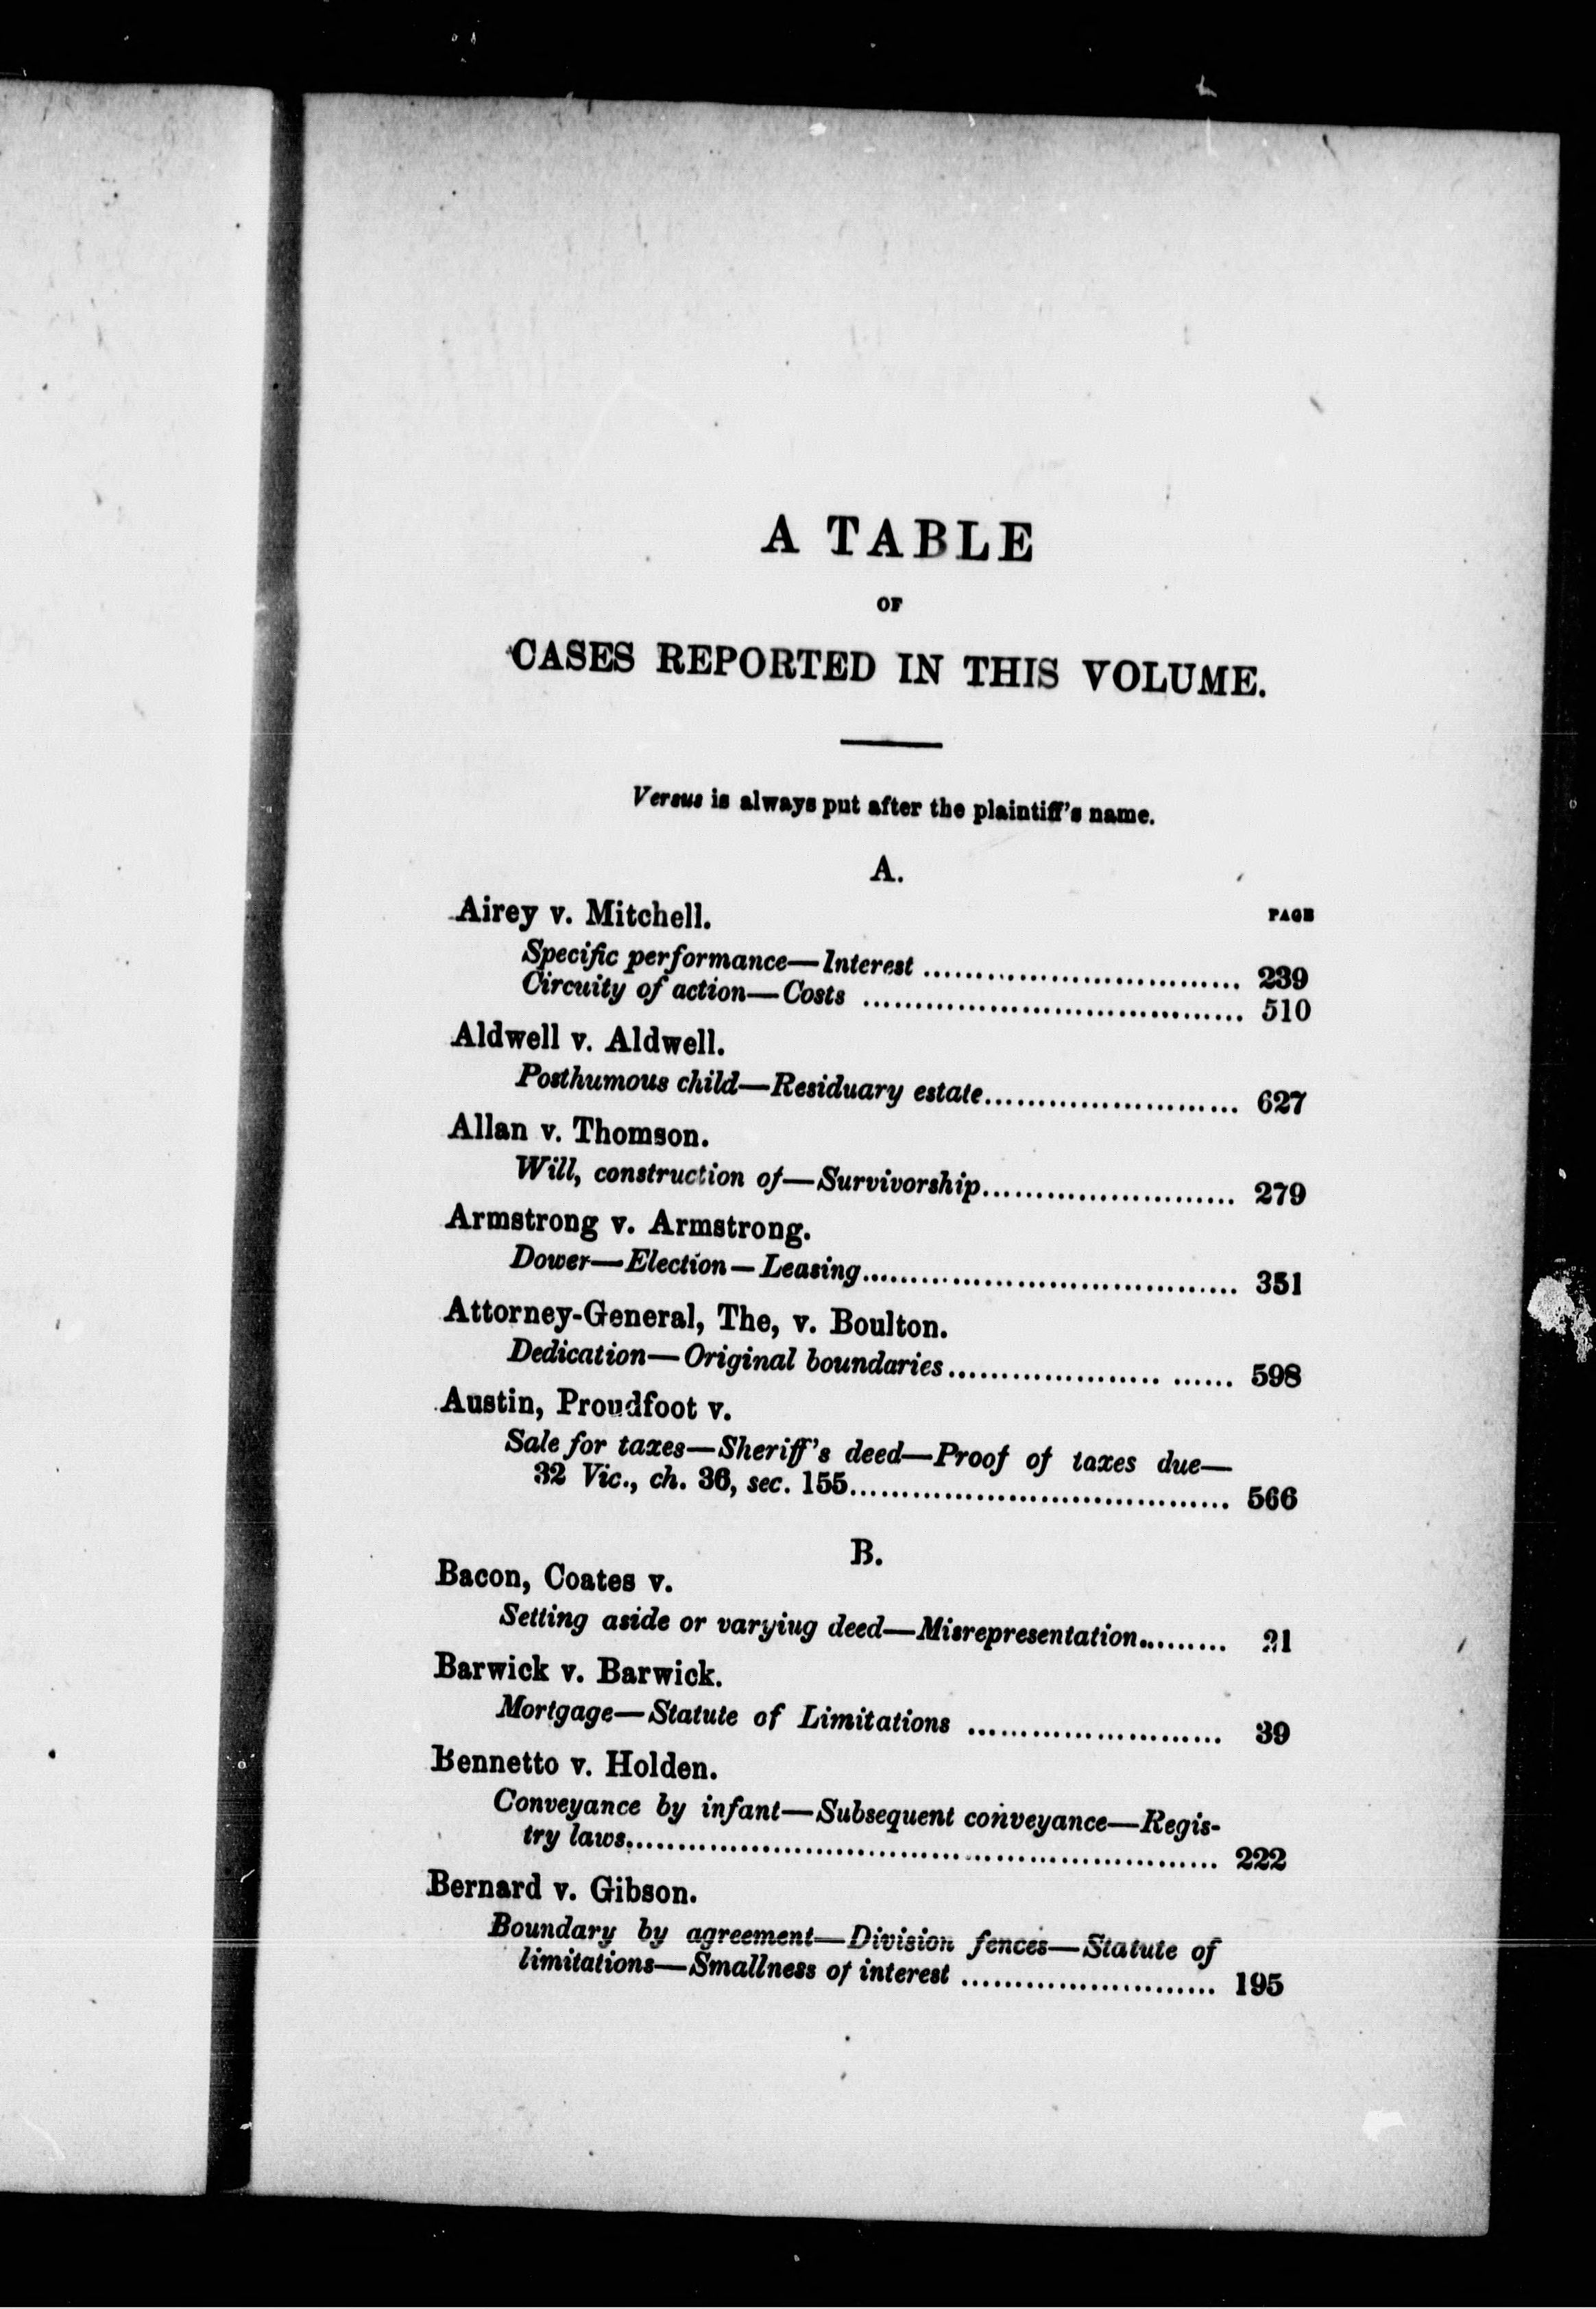 A TABLE
OF
CASES REPORTED IN THIS VOLUME.
Versus is always put after the plaintiff's name.
A.
Airey v. Mitchell. PAGE
Specific performance—Interest .................................. 239
Circuity of action—Costs ........................................ 510
Aldwell v. Aldwell.
Posthumous child—Residuary estate........................... 627
Allan v. Thomson.
Will, construction of—Survivorship........................... 279
Armstrong v. Armstrong.
Dower—Election—Leasing........................................ 351
Attorney-General, The, v. Boulton.
Dedication—Original boundaries.................... ...... 598
Austin, Proudfoot v.
Sale for taxes—Sheriff's deed—Proof of taxes due—
32 Vic., ch. 36, sec. 155........................................ 566
B.
Bacon, Coates v.
Setting aside or varyiug deed—Misrepresentation......... 21
Barwick v. Barwick.
Mortgage—Statute of Limitations ........................ 39
Bennetto v. Holden.
Conveyance by infant—Subsequent conveyance—Regis-
try laws............................................................. 222
Bernard v. Gibson.
Boundary by agreement—Division fences—Statute of
limitations—Smallness of interest ........................ 195